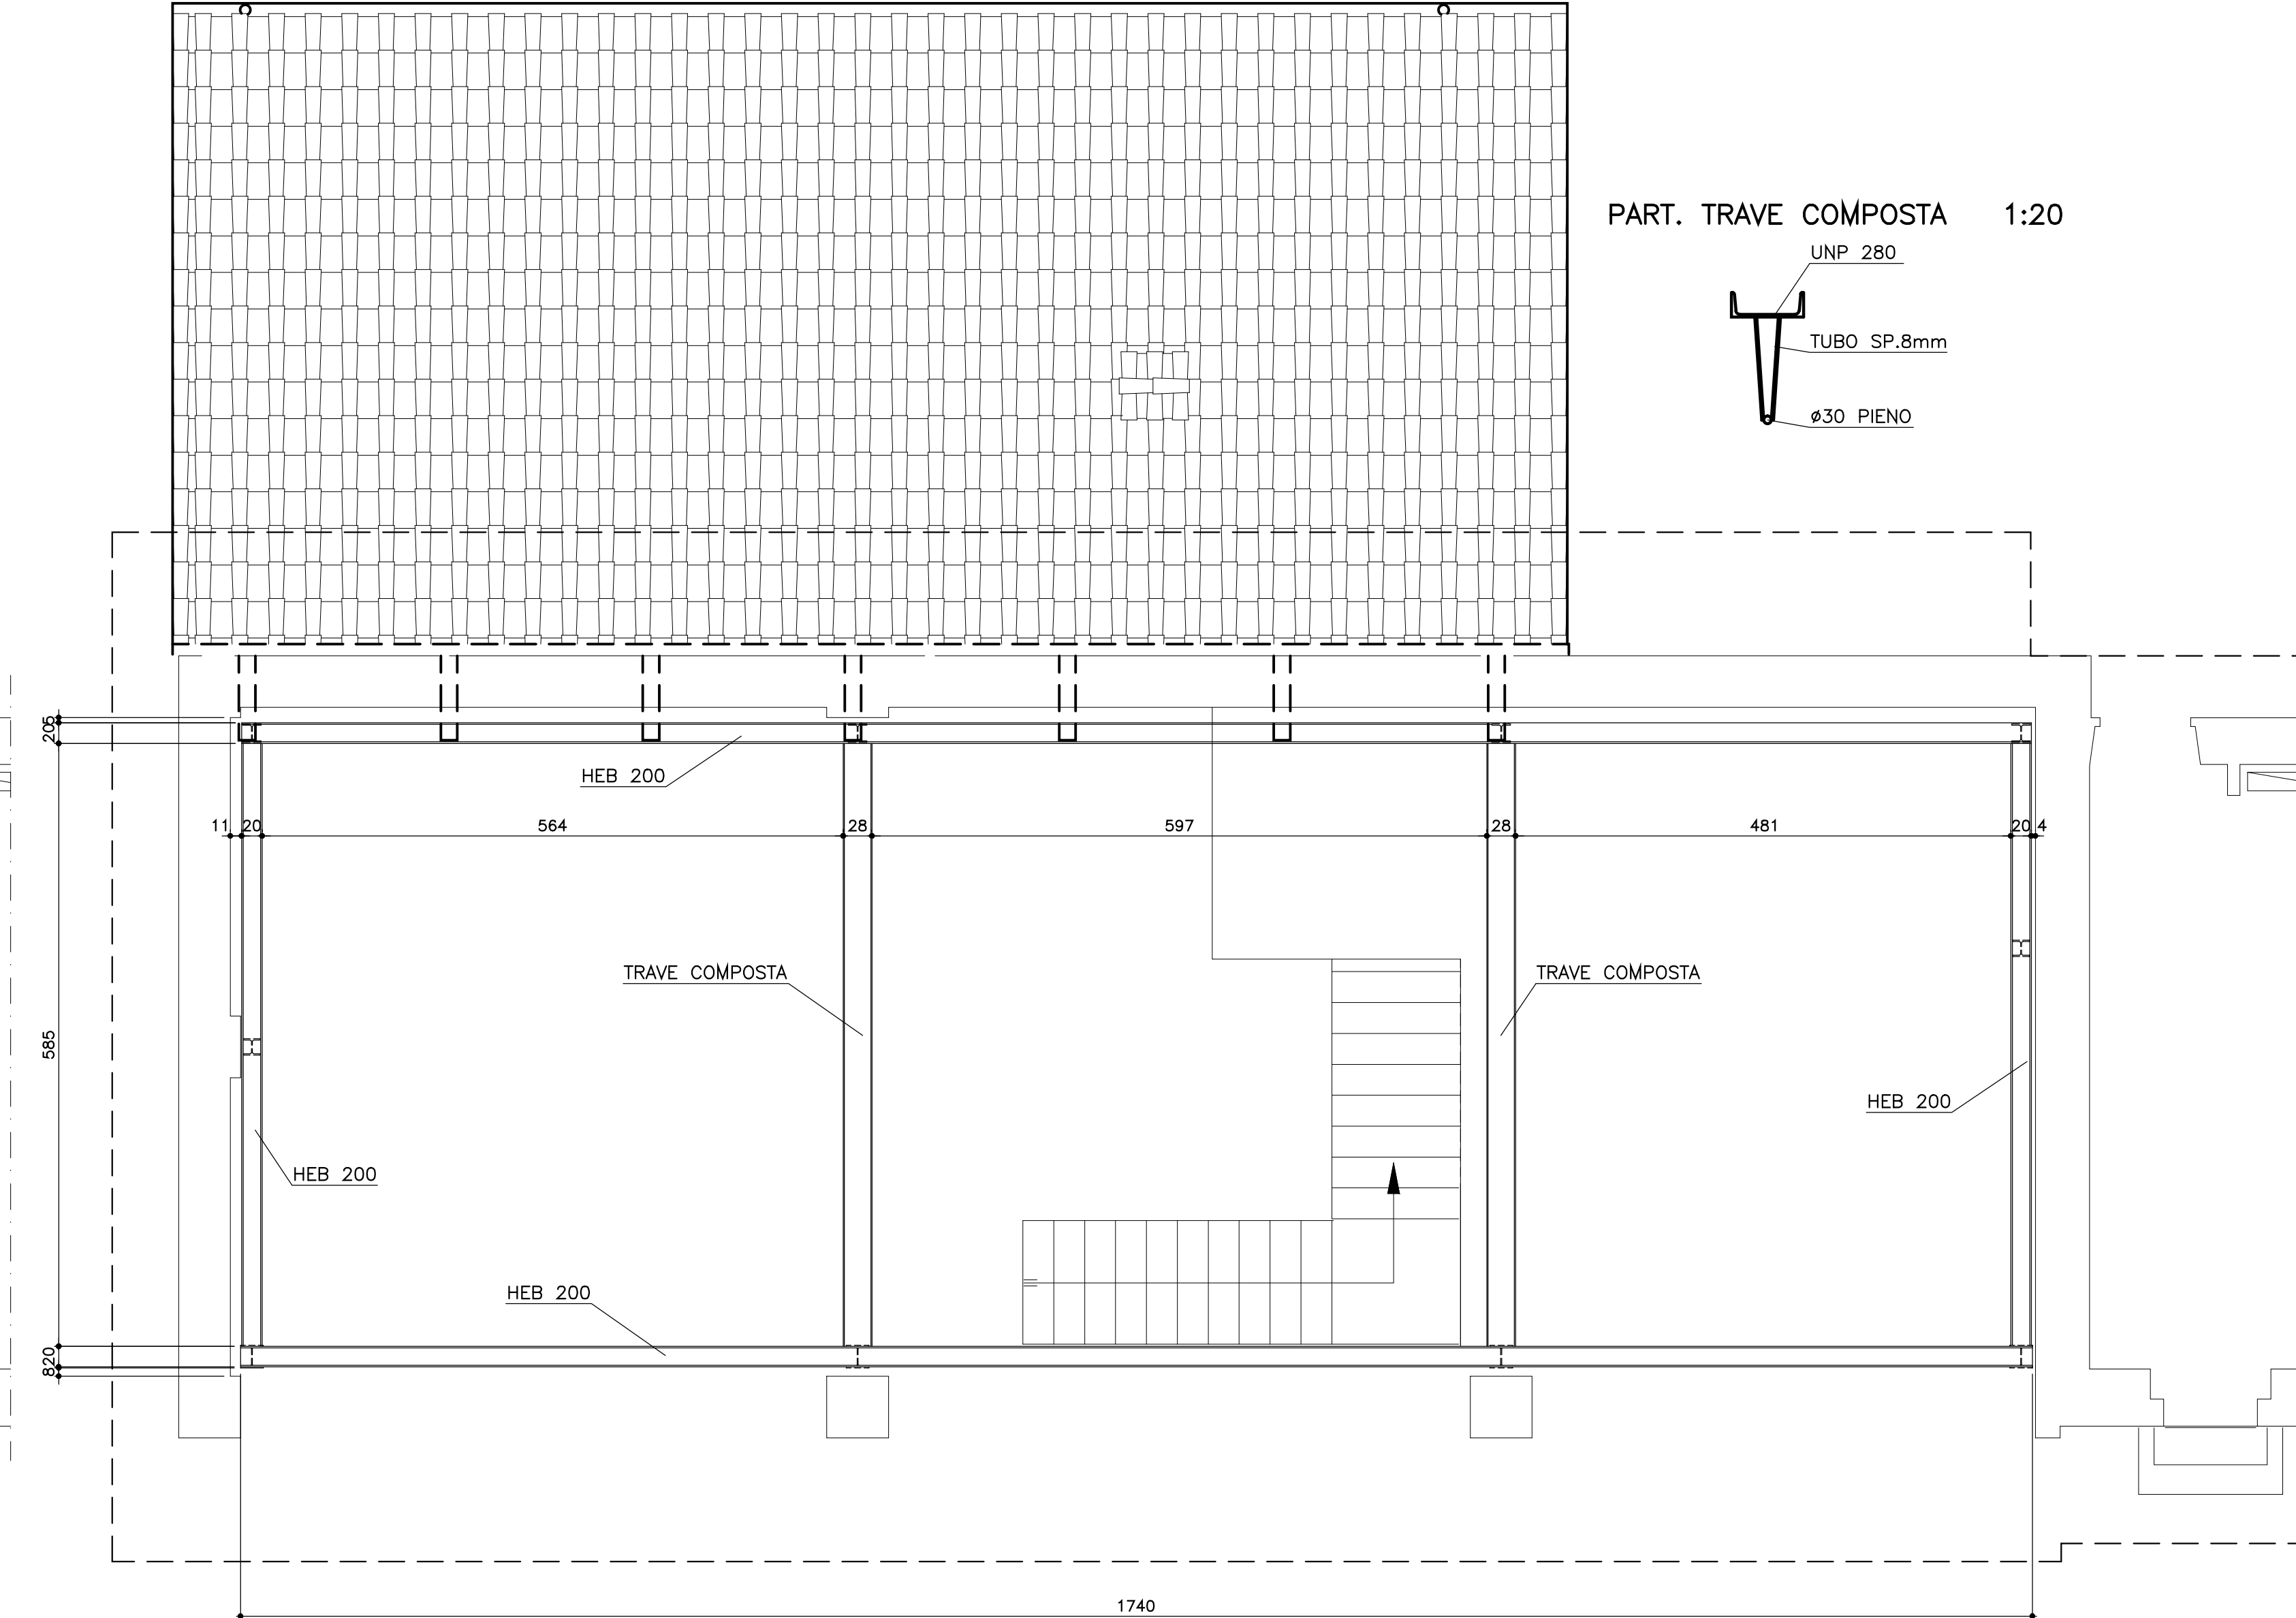 PART. TRAVE COMPOSTA 1:20
UNP 280
TUBO SP.8mm
ø30 PIENO
205
HEB 200
11 20 564 28 597 28 481 20 4
TRAVE COMPOSTA
TRAVE COMPOSTA
585
HEB 200
HEB 200
HEB 200
820
1740